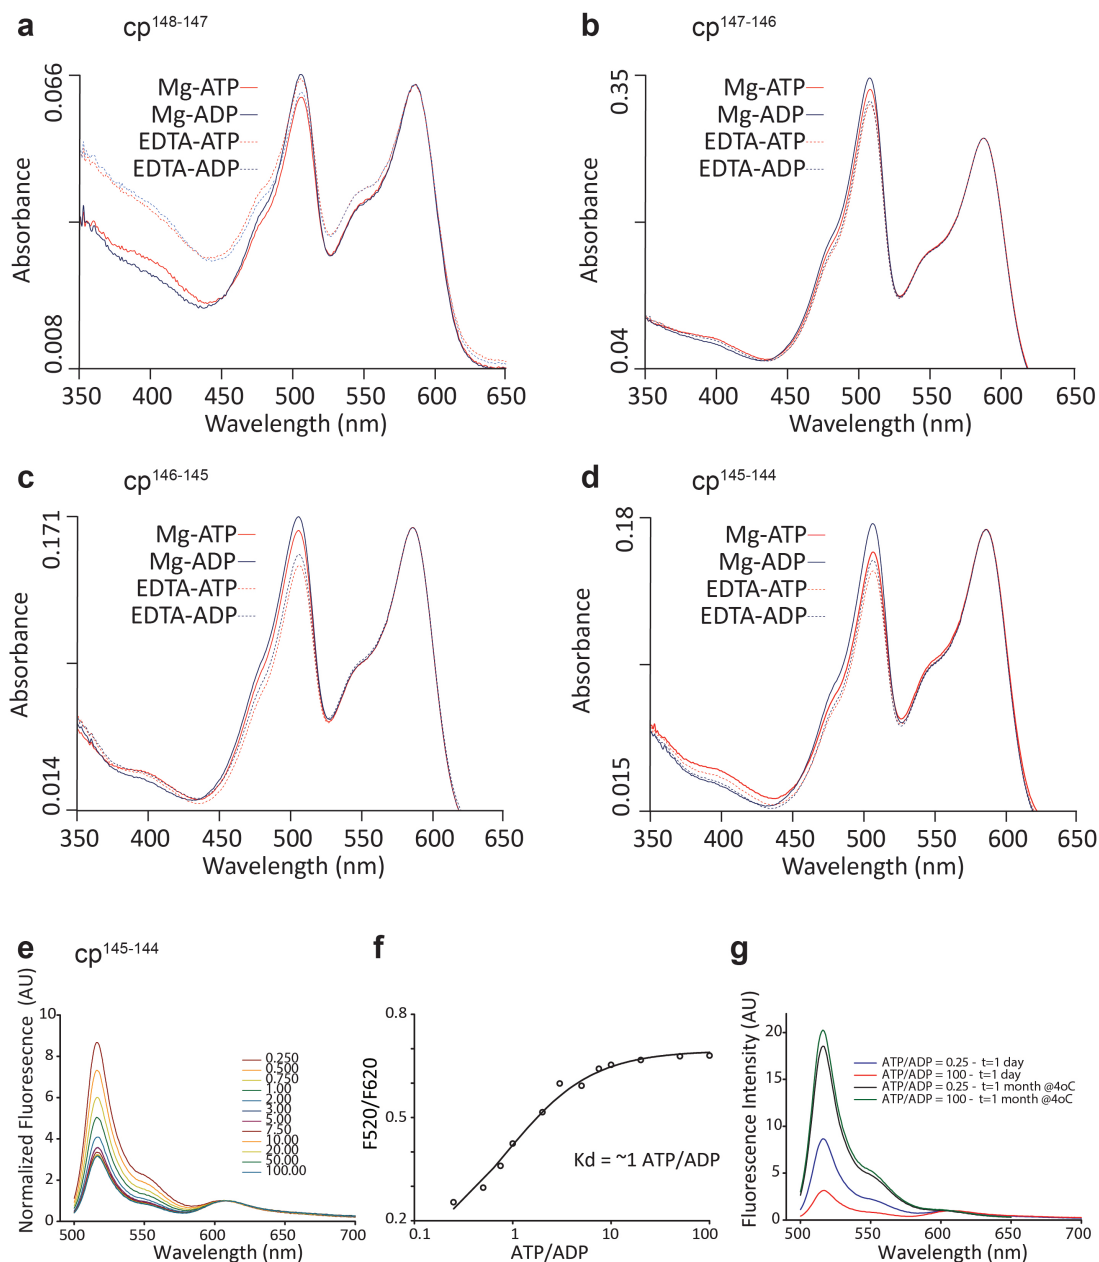 a cp148-147
0.066
0.008
Absorbance
Mg-ATP
Mg-ADP
EDTA-ATP
EDTA-ADP
350 400 450 500 550 600 650
Wavelength (nm)
b cp147-146
0.35
0.04
Absorbance
Mg-ATP
Mg-ADP
EDTA-ATP
EDTA-ADP
350 400 450 500 550 600 650
Wavelength (nm)
c cp146-145
0.171
0.014
Absorbance
Mg-ATP
Mg-ADP
EDTA-ATP
EDTA-ADP
350 400 450 500 550 600 650
Wavelength (nm)
d cp145-144
0.18
0.015
Absorbance
Mg-ATP
Mg-ADP
EDTA-ATP
EDTA-ADP
350 400 450 500 550 600 650
Wavelength (nm)
e cp145-144
Normalized Fluoresecnce (AU)
10
8
6
4
2
0
0.250
0.500
0.750
1.00
2.00
3.00
5.00
7.50
10.00
20.00
50.00
100.00
500 550 600 650 700
Wavelength (nm)
f
F520/F620
0.8
0.5
0.2
Kd = ~1 ATP/ADP
0.1 1 10 100
ATP/ADP
g
Fluorescence Intensity (AU)
20
15
10
5
0
ATP/ADP = 0.25 - t=1 day
ATP/ADP = 100 - t=1 day
ATP/ADP = 0.25 - t=1 month @4oC
ATP/ADP = 100 - t=1 month @4oC
500 550 600 650 700
Wavelength (nm)